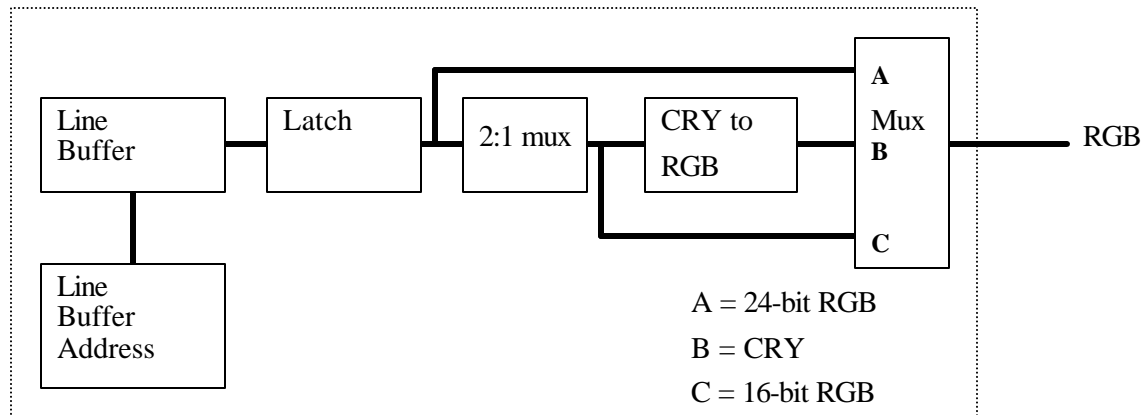 Line
Buffer
Latch
2:1 mux
CRY to
RGB
A
Mux
B
C
RGB
Line
Buffer
Address
A = 24-bit RGB
B = CRY
C = 16-bit RGB